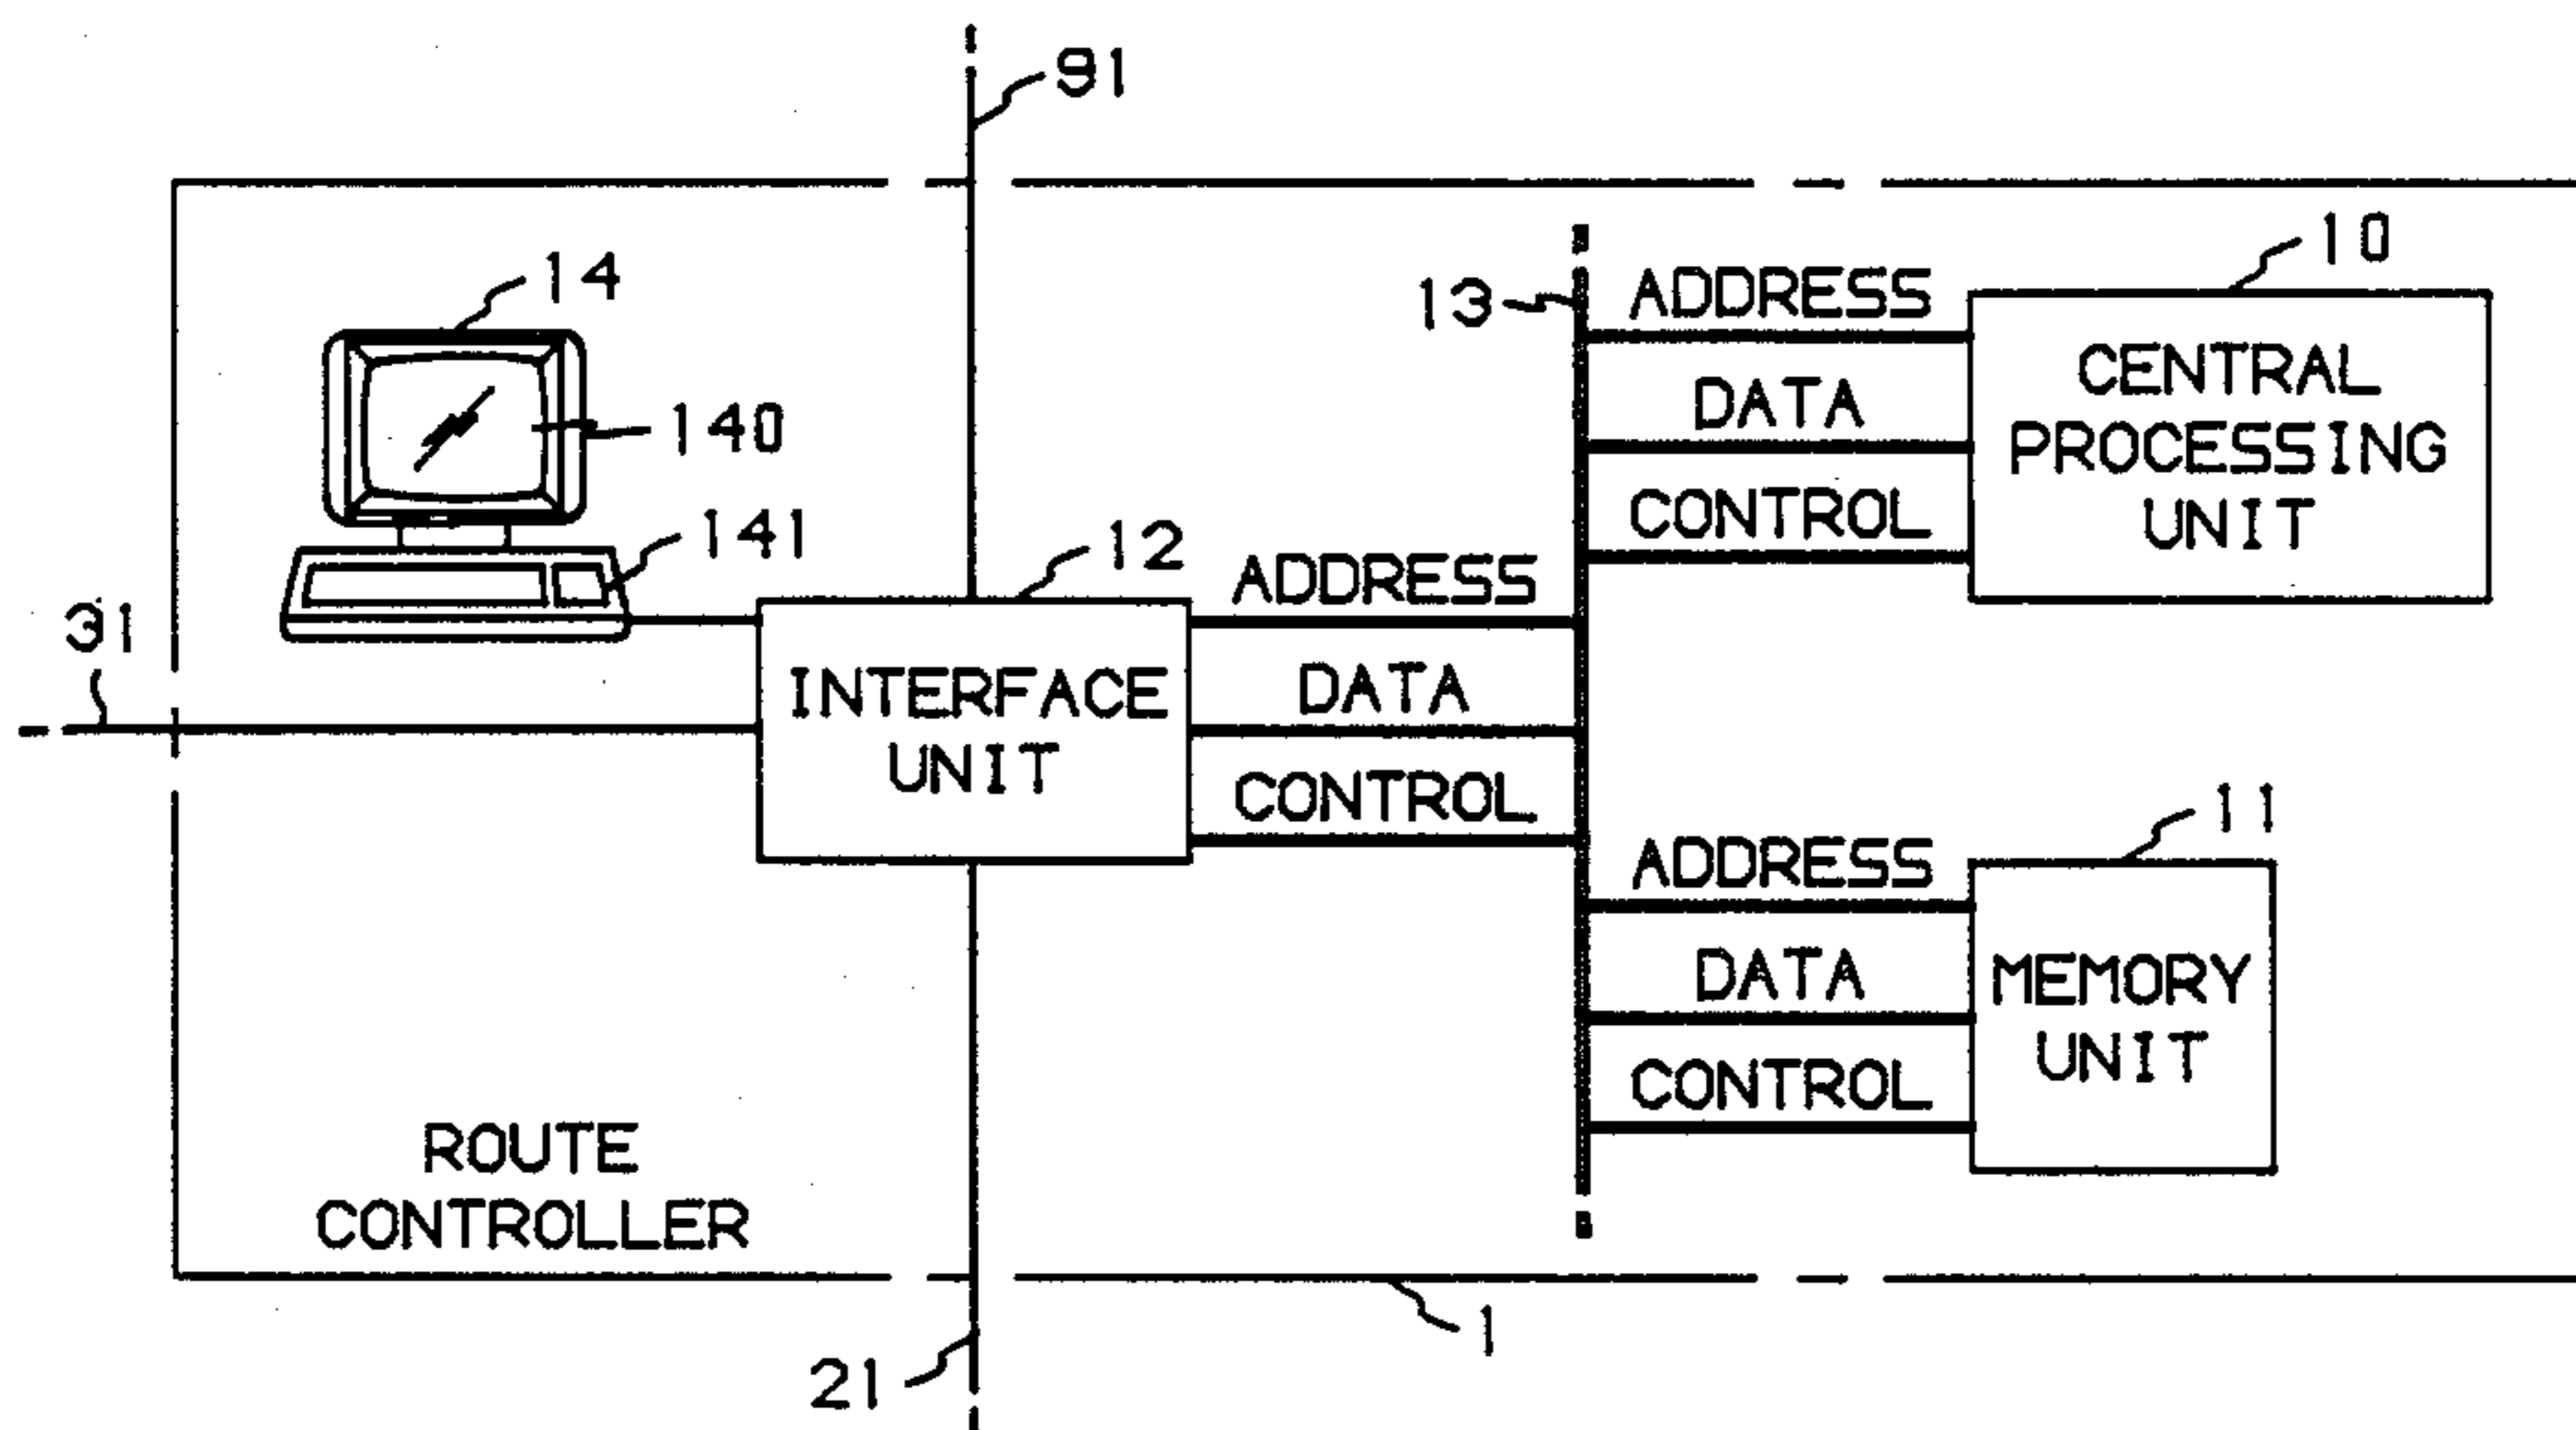 91
10
14
13
ADDRESS
CENTRAL
PROCESSING
UNIT
DATA
CONTROL
140
141
12
31
INTERFACE
UNIT
ADDRESS
DATA
CONTROL
11
ADDRESS
DATA
CONTROL
MEMORY
UNIT
ROUTE
CONTROLLER
21
1